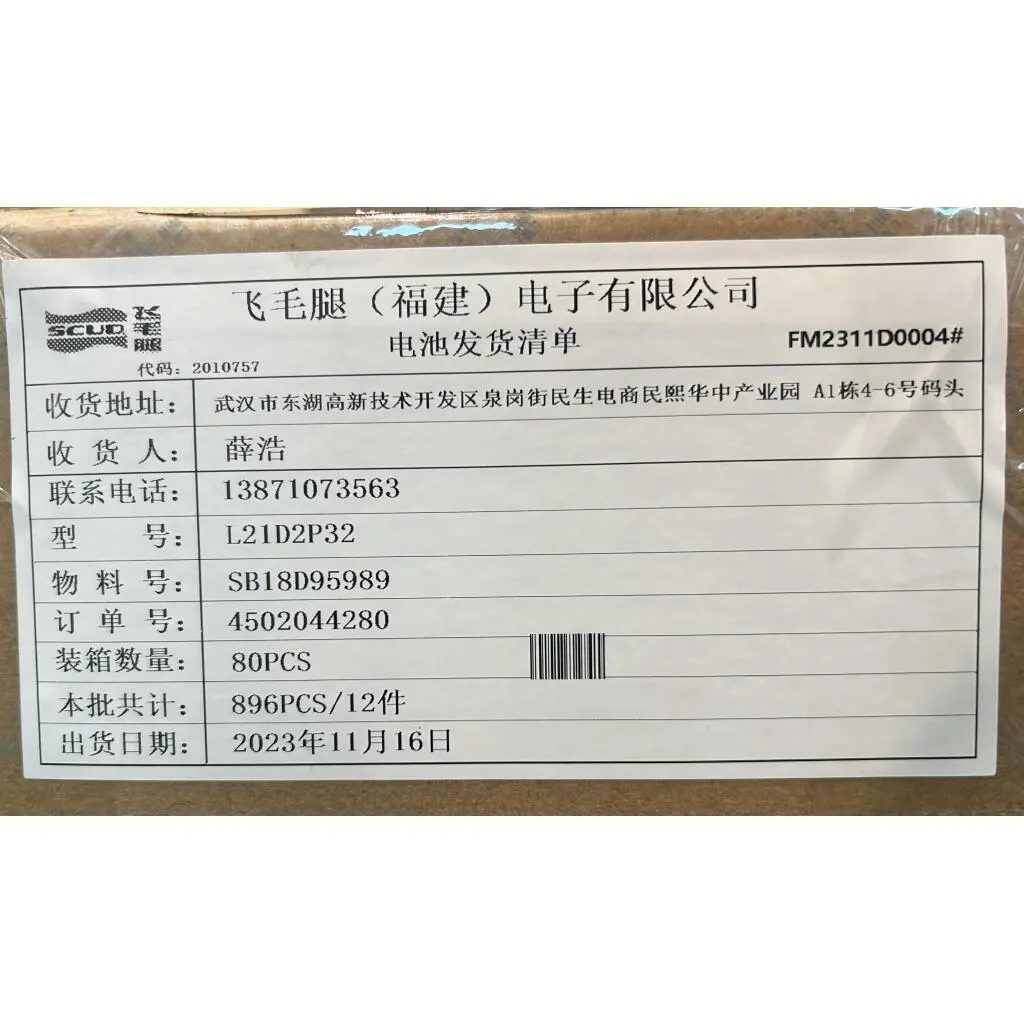 飞毛腿（福建）电子有限公司
SCUD 飞毛腿
电池发货清单
FM2311D0004#
代码：2010757
收货地址： 武汉市东湖高新技术开发区泉岗街民生电商民熙华中产业园 A1栋4-6号码头
收 货 人： 薛浩
联系电话： 13871073563
型 号： L21D2P32
物 料 号： SB18D95989
订 单 号： 4502044280
装箱数量： 80PCS
本批共计： 896PCS/12件
出货日期： 2023年11月16日